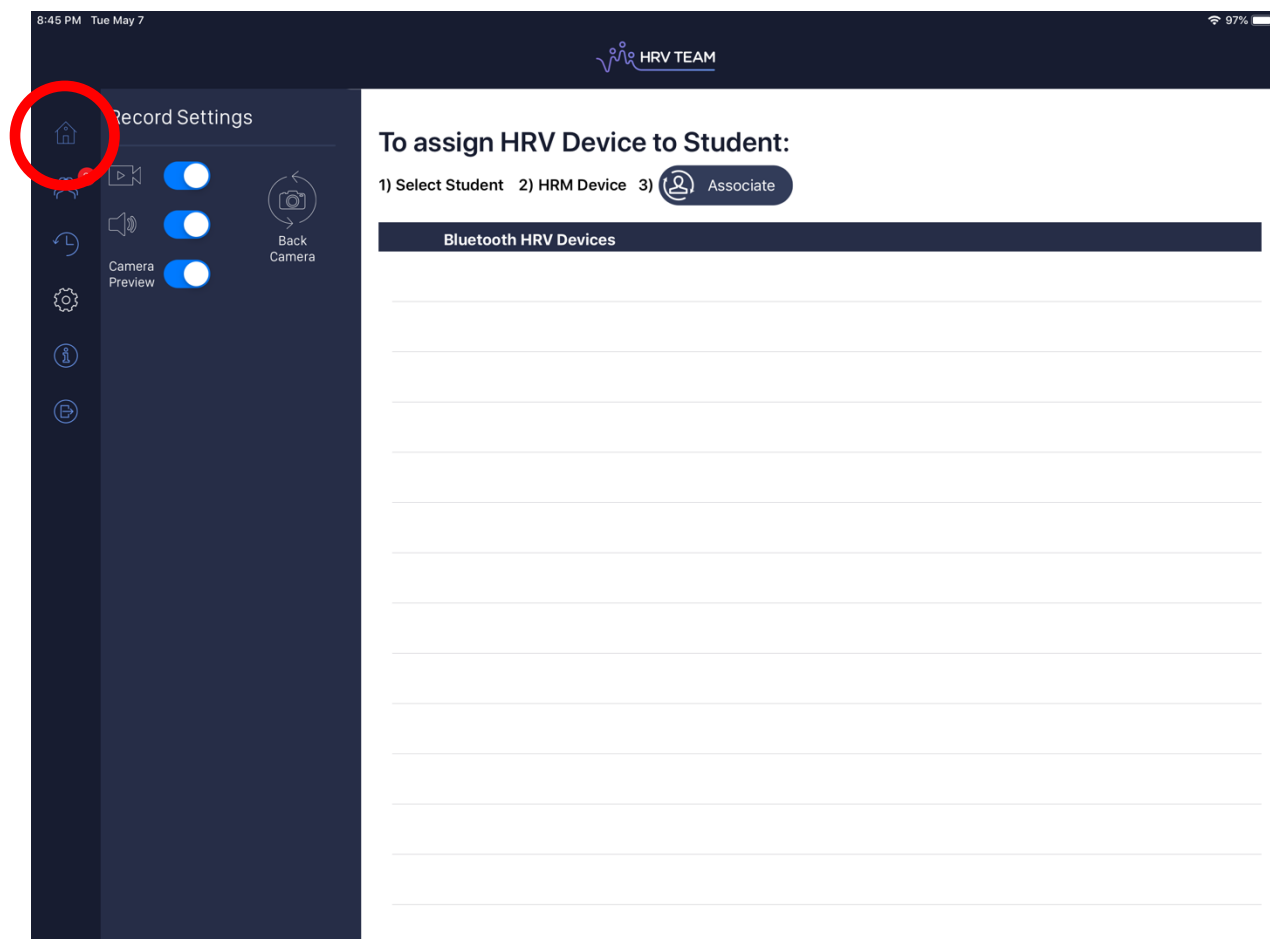 8:45 PM Tue May 7
97%
HRV TEAM
Record Settings
Back
Camera
Camera
Preview
To assign HRV Device to Student:
1) Select Student 2) HRM Device 3) Associate
Bluetooth HRV Devices